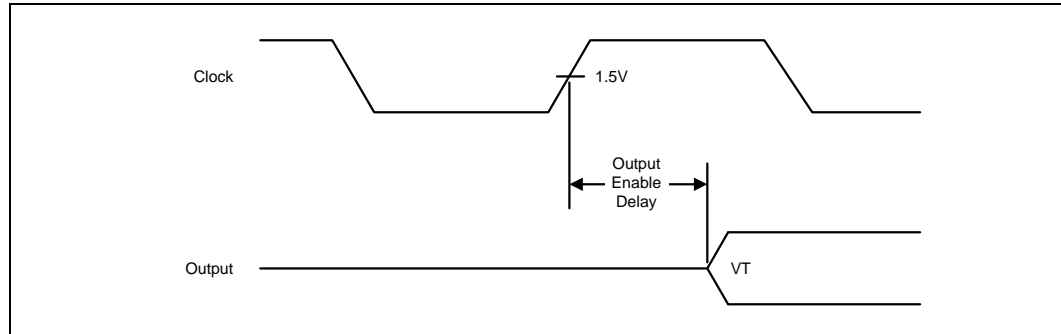 Clock
1.5V
Output
Enable
Delay
Output
VT